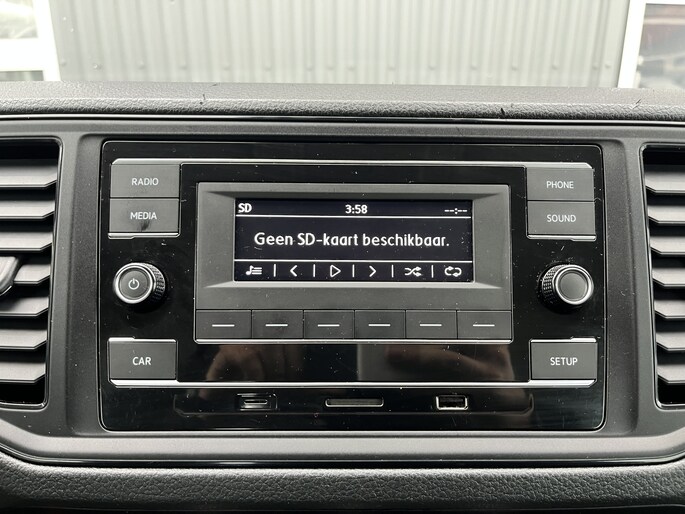 RADIO
MEDIA
CAR
SD 3:58 --:--
Geen SD-kaart beschikbaar.
PHONE
SOUND
SETUP